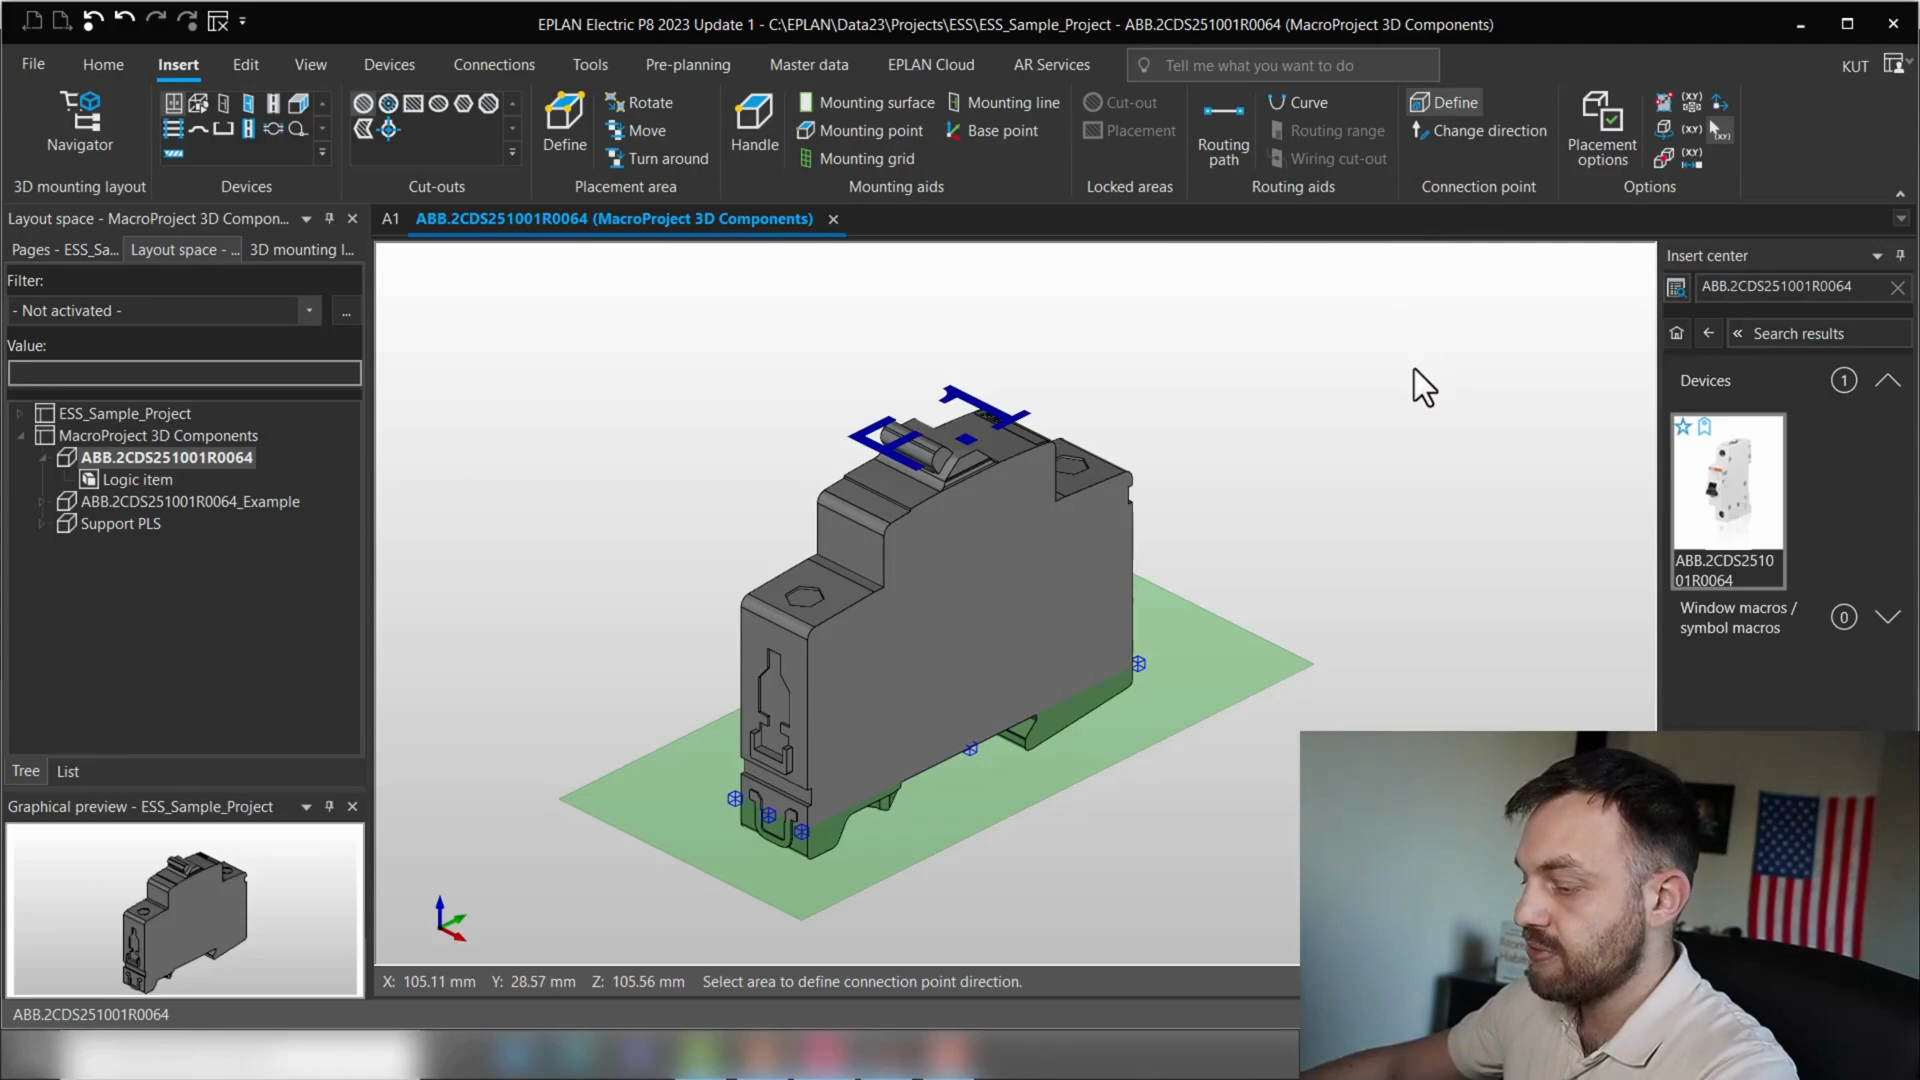 EPLAN Electric P8 2023 Update 1 - C:\EPLAN\Data23\Projects\ESS\ESS_Sample_Project - ABB.2CDS251001R0064 (MacroProject 3D Components)
File Home Insert Edit View Devices Connections Tools Pre-planning Master data EPLAN Cloud AR Services Tell me what you want to do KUT
Navigator
3D mounting layout
Devices
Cut-outs
Define
Rotate
Move
Turn around
Placement area
Handle
Mounting surface
Mounting point
Mounting grid
Mounting line
Base point
Mounting aids
Cut-out
Placement
Locked areas
Routing
path
Curve
Routing range
Wiring cut-out
Routing aids
Define
Change direction
Connection point
Placement
options
Options
Layout space - MacroProject 3D Compon...
Pages - ESS_Sa... Layout space - ... 3D mounting l...
Filter:
- Not activated -
...
Value:
ESS_Sample_Project
MacroProject 3D Components
ABB.2CDS251001R0064
Logic item
ABB.2CDS251001R0064_Example
Support PLS
Tree List
Graphical preview - ESS_Sample_Project
ABB.2CDS251001R0064
A1 ABB.2CDS251001R0064 (MacroProject 3D Components)
X: 105.11 mm Y: 28.57 mm Z: 105.56 mm Select area to define connection point direction.
Insert center
ABB.2CDS251001R0064
« Search results
Devices 1
ABB.2CDS2510
01R0064
Window macros /
symbol macros
0